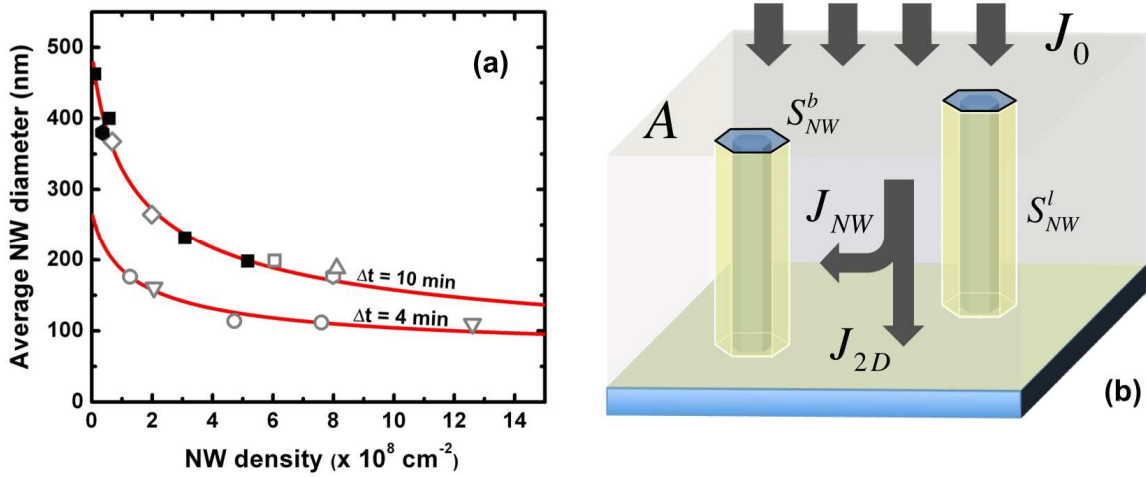 500
400
300
200
100
0
0 2 4 6 8 10 12 14
Average NW diameter (nm)
NW density (x 10⁸ cm⁻²)
(a)
Δt = 10 min
Δt = 4 min
J₀
A
S^b_NW
J_NW
S^l_NW
J_2D
(b)